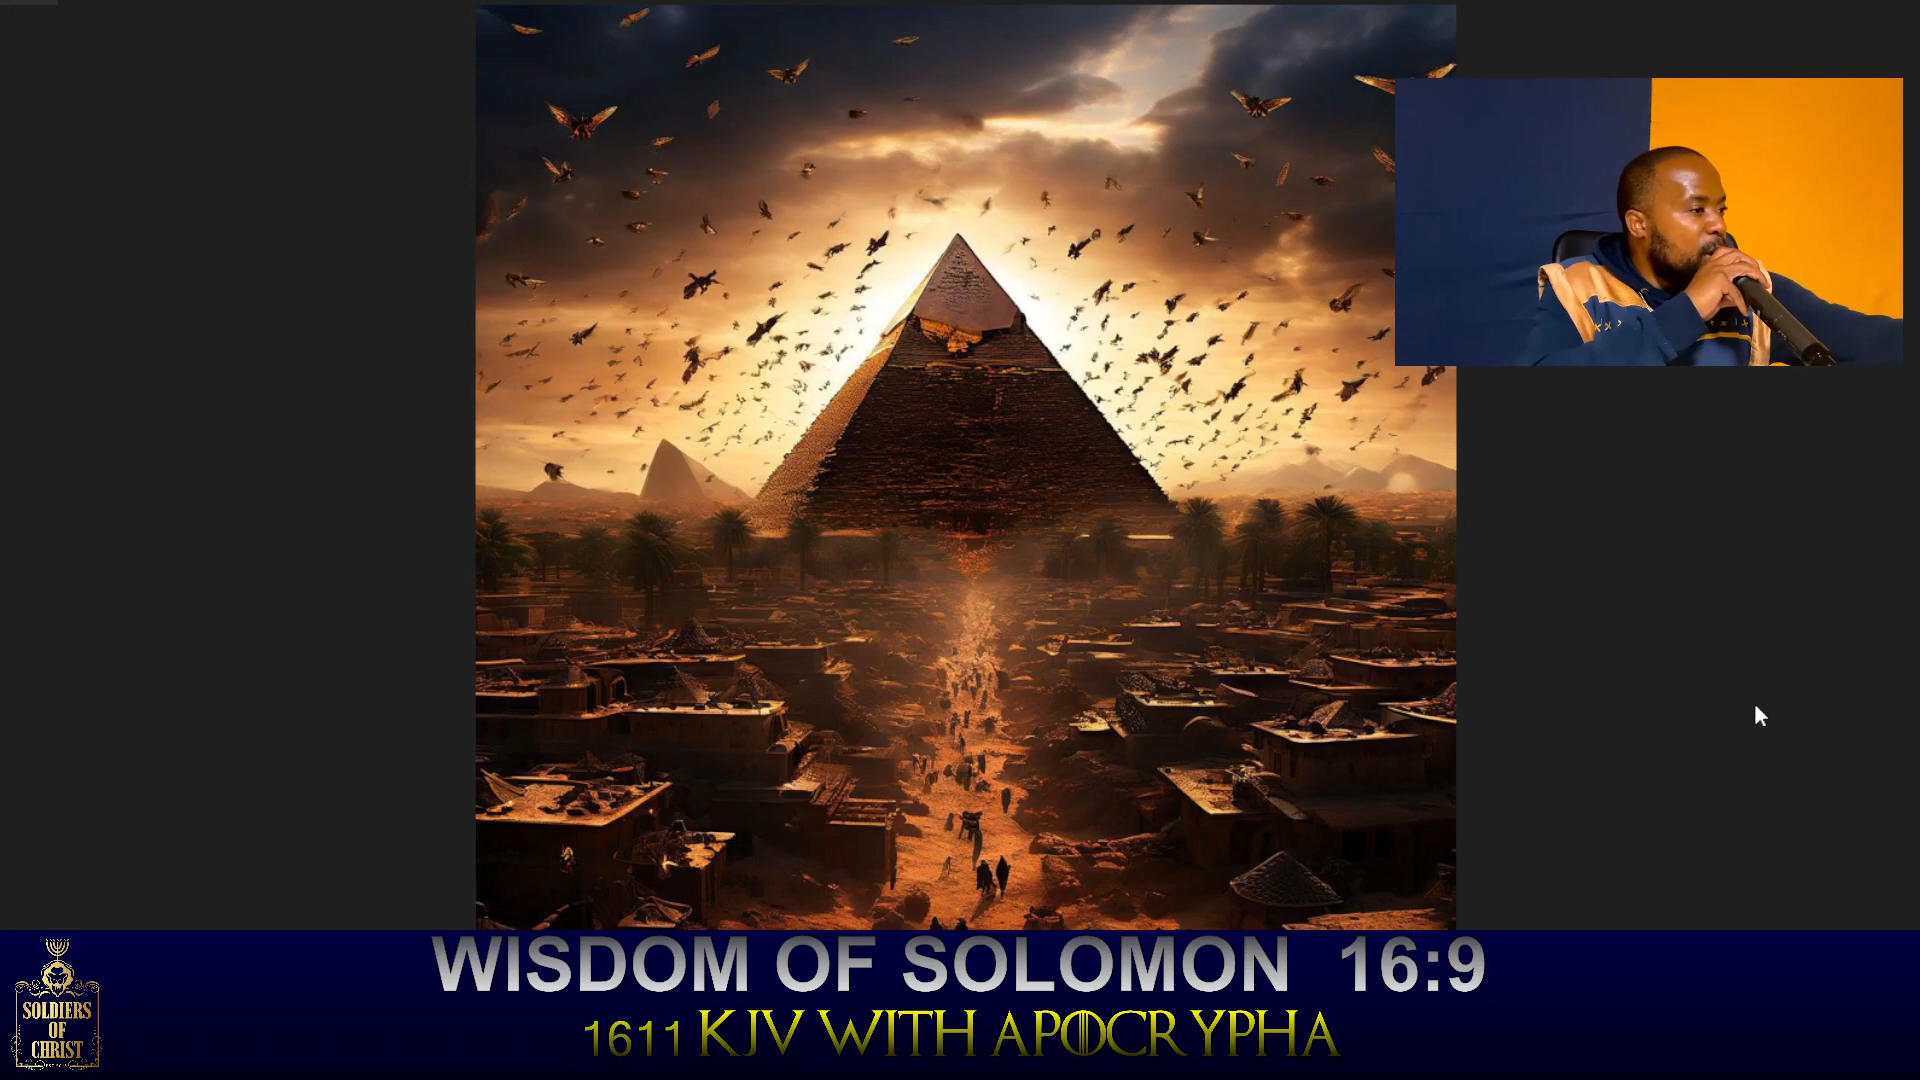 WISDOM OF SOLOMON 16:9
1611 KJV WITH APOCRYPHA
SOLDIERS
OF
CHRIST